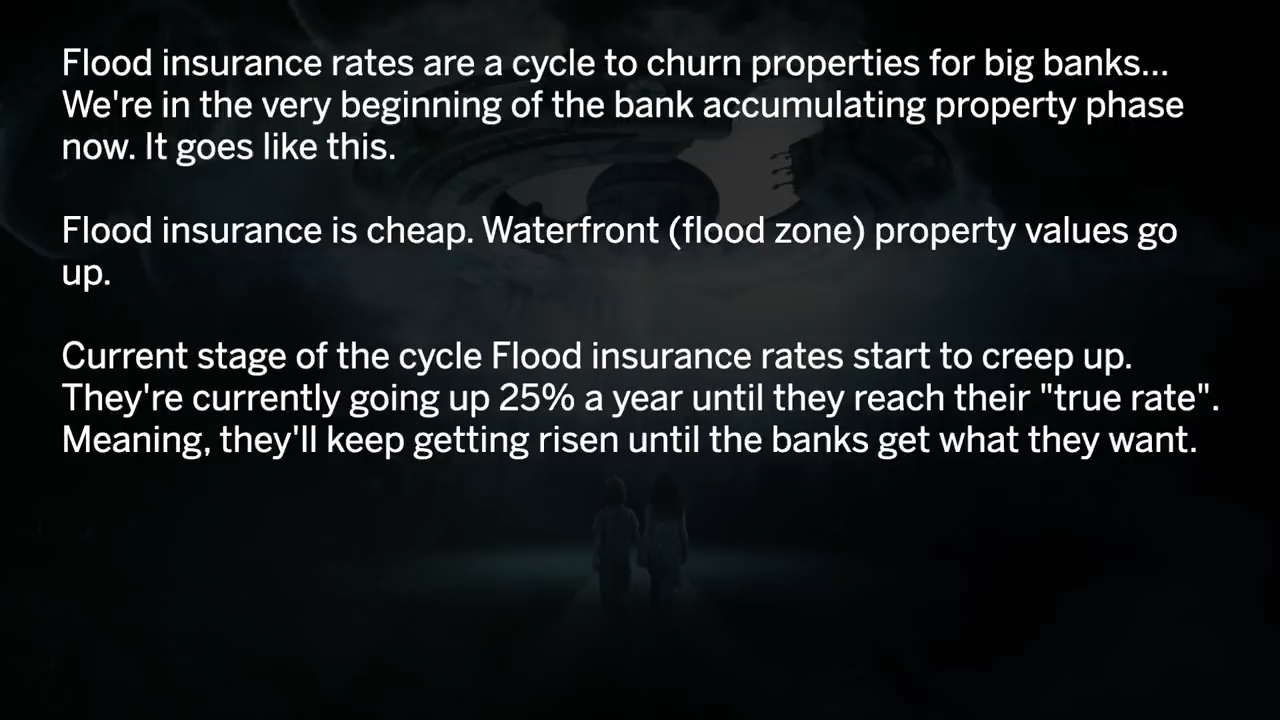 Flood insurance rates are a cycle to churn properties for big banks...
We're in the very beginning of the bank accumulating property phase
now. It goes like this.
Flood insurance is cheap. Waterfront (flood zone) property values go
up.
Current stage of the cycle Flood insurance rates start to creep up.
They're currently going up 25% a year until they reach their "true rate".
Meaning, they'll keep getting risen until the banks get what they want.